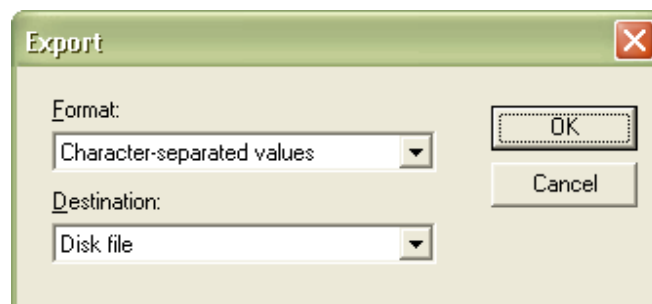 Export
Format:
Character-separated values
OK
Cancel
Destination:
Disk file